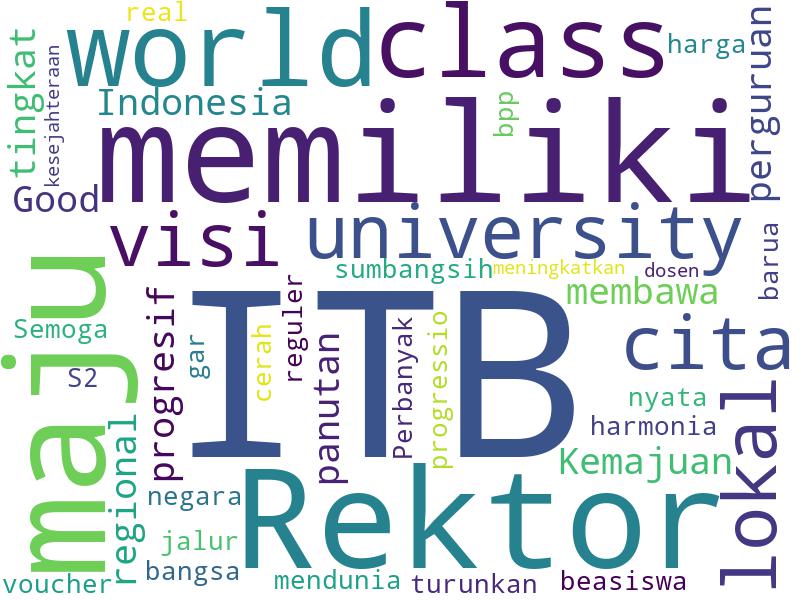 real
world
class
harga
perguruan
tingkat
kesejahteraan
Indonesia
bpp
memiliki
Good
visi
university
barua
sumbangsih
meningkatkan
dosen
membawa
maju
Semoga
S2
progresif
gar
ITB
cerah
reguler
panutan
Perbanyak
progressio
cita
nyata
harmonia
lokal
Kemajuan
regional
negara
Rektor
jalur
bangsa
voucher
mendunia
turunkan
beasiswa